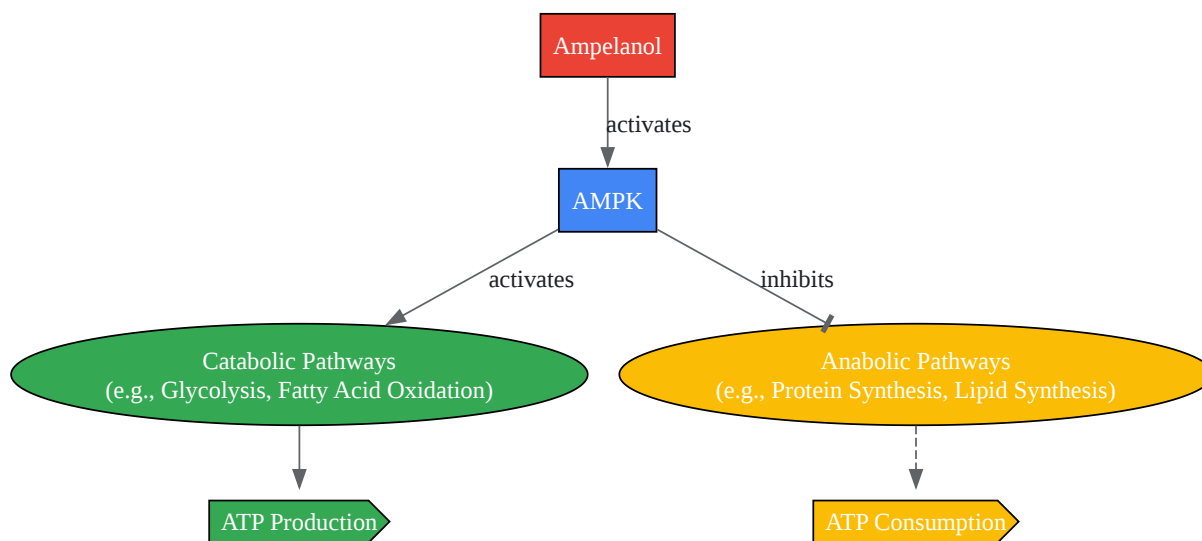 Ampelanol
activates
AMPK
activates
inhibits
Catabolic Pathways
(e.g., Glycolysis, Fatty Acid Oxidation)
Anabolic Pathways
(e.g., Protein Synthesis, Lipid Synthesis)
ATP Production
ATP Consumption